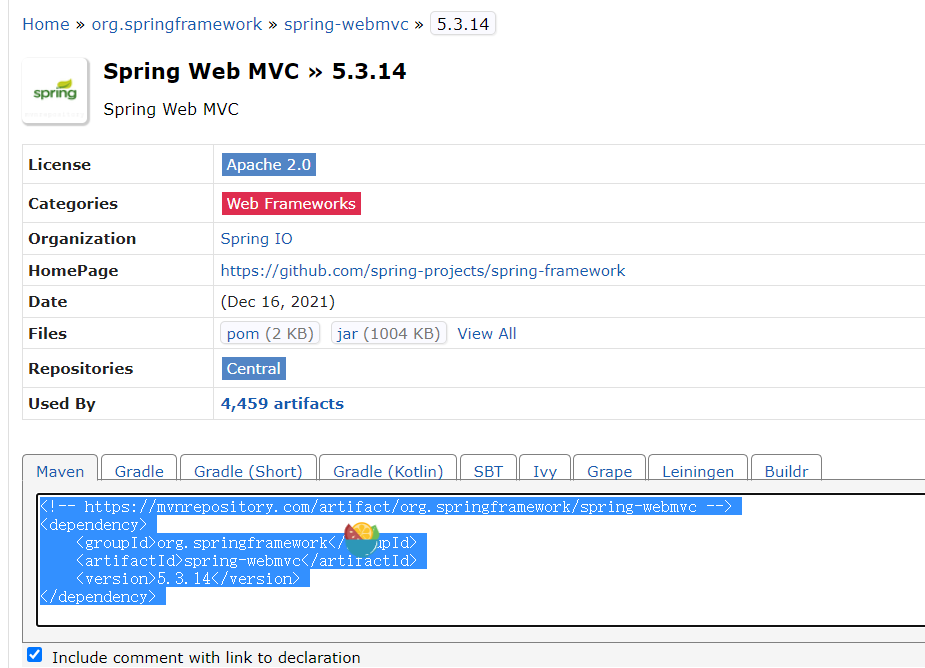 Home » org.springframework » spring-webmvc » 5.3.14
spring
Spring Web MVC » 5.3.14
Spring Web MVC
License Apache 2.0
Categories Web Frameworks
Organization Spring IO
HomePage https://github.com/spring-projects/spring-framework
Date (Dec 16, 2021)
Files pom (2 KB) jar (1004 KB) View All
Repositories Central
Used By 4,459 artifacts
Maven Gradle Gradle (Short) Gradle (Kotlin) SBT Ivy Grape Leiningen Buildr
<!-- https://mvnrepository.com/artifact/org.springframework/spring-webmvc -->
<dependency>
<groupId>org.springframework</groupId>
<artifactId>spring-webmvc</artifactId>
<version>5.3.14</version>
</dependency>
Include comment with link to declaration